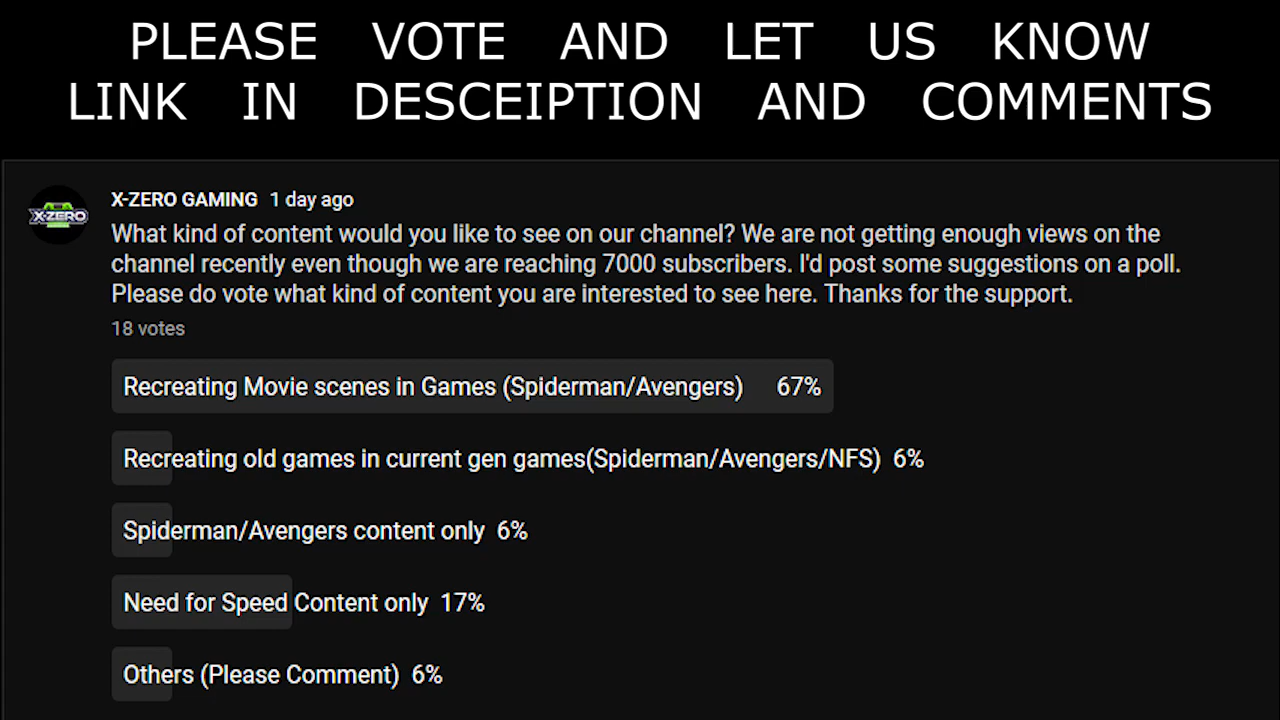 PLEASE VOTE AND LET US KNOW
LINK IN DESCEIPTION AND COMMENTS
X-ZERO
X-ZERO GAMING 1 day ago
What kind of content would you like to see on our channel? We are not getting enough views on the
channel recently even though we are reaching 7000 subscribers. I'd post some suggestions on a poll.
Please do vote what kind of content you are interested to see here. Thanks for the support.
18 votes
Recreating Movie scenes in Games (Spiderman/Avengers) 67%
Recreating old games in current gen games(Spiderman/Avengers/NFS) 6%
Spiderman/Avengers content only 6%
Need for Speed Content only 17%
Others (Please Comment) 6%